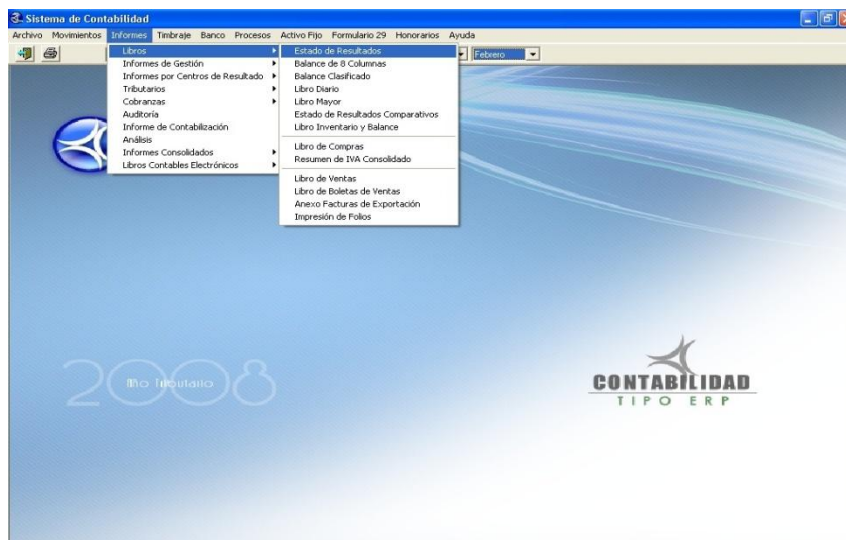 Sistema de Contabilidad
Archivo Movimientos Informes Timbraje Banco Procesos Activo Fijo Formulario 29 Honorarios Ayuda
Febrero
Libros
Informes de Gestión
Informes por Centros de Resultado
Tributarios
Cobranzas
Auditoría
Informe de Contabilización
Análisis
Informes Consolidados
Libros Contables Electrónicos
Estado de Resultados
Balance de 8 Columnas
Balance Clasificado
Libro Diario
Libro Mayor
Estado de Resultados Comparativos
Libro Inventario y Balance
Libro de Compras
Resumen de IVA Consolidado
Libro de Ventas
Libro de Boletas de Ventas
Anexo Facturas de Exportación
Impresión de Folios
2008
Año Tributario
CONTABILIDAD
TIPO ERP